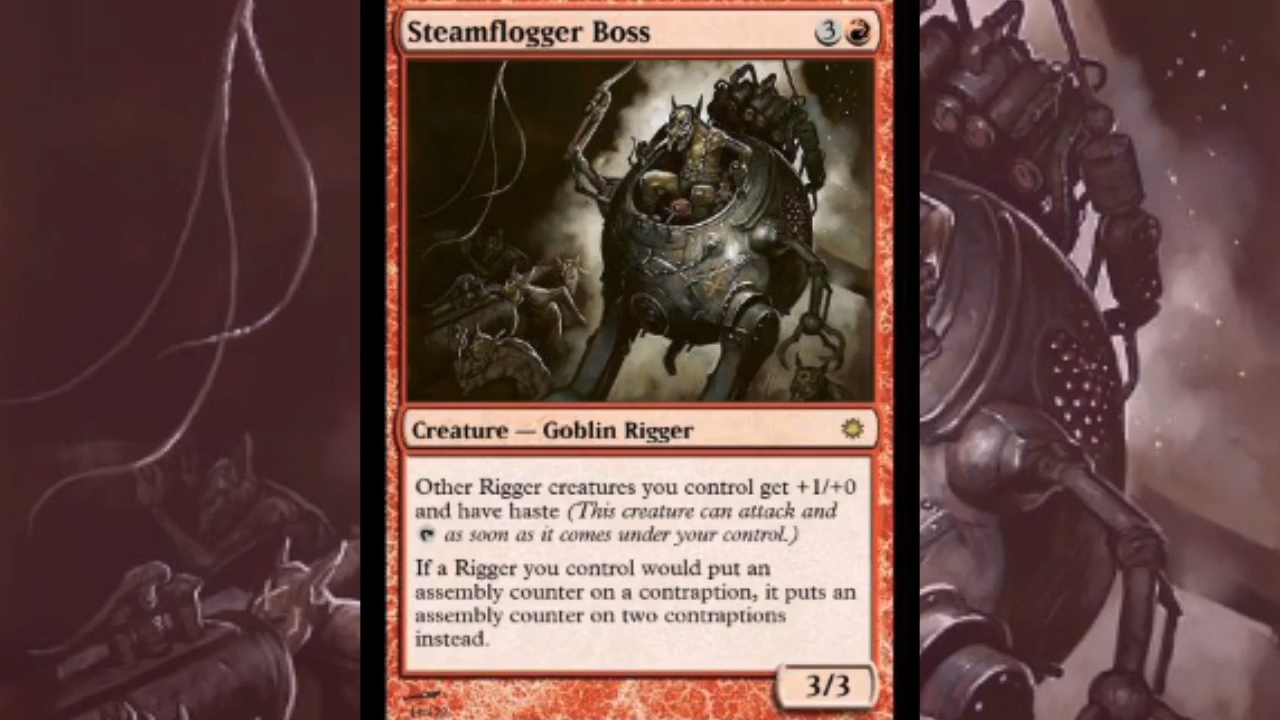 Steamflogger Boss 3
Creature — Goblin Rigger
Other Rigger creatures you control get +1/+0
and have haste (This creature can attack and
as soon as it comes under your control.)
If a Rigger you control would put an
assembly counter on a contraption, it puts an
assembly counter on two contraptions
instead.
3/3